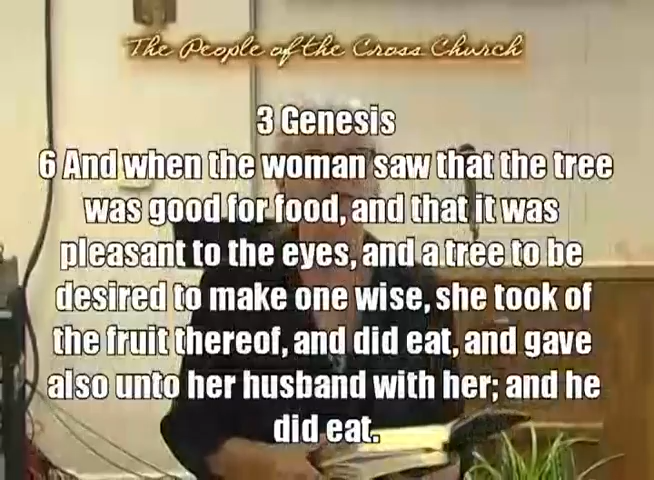 The People of the Cross Church
3 Genesis
6 And when the woman saw that the tree
was good for food, and that it was
pleasant to the eyes, and a tree to be
desired to make one wise, she took of
the fruit thereof, and did eat, and gave
also unto her husband with her; and he
did eat.